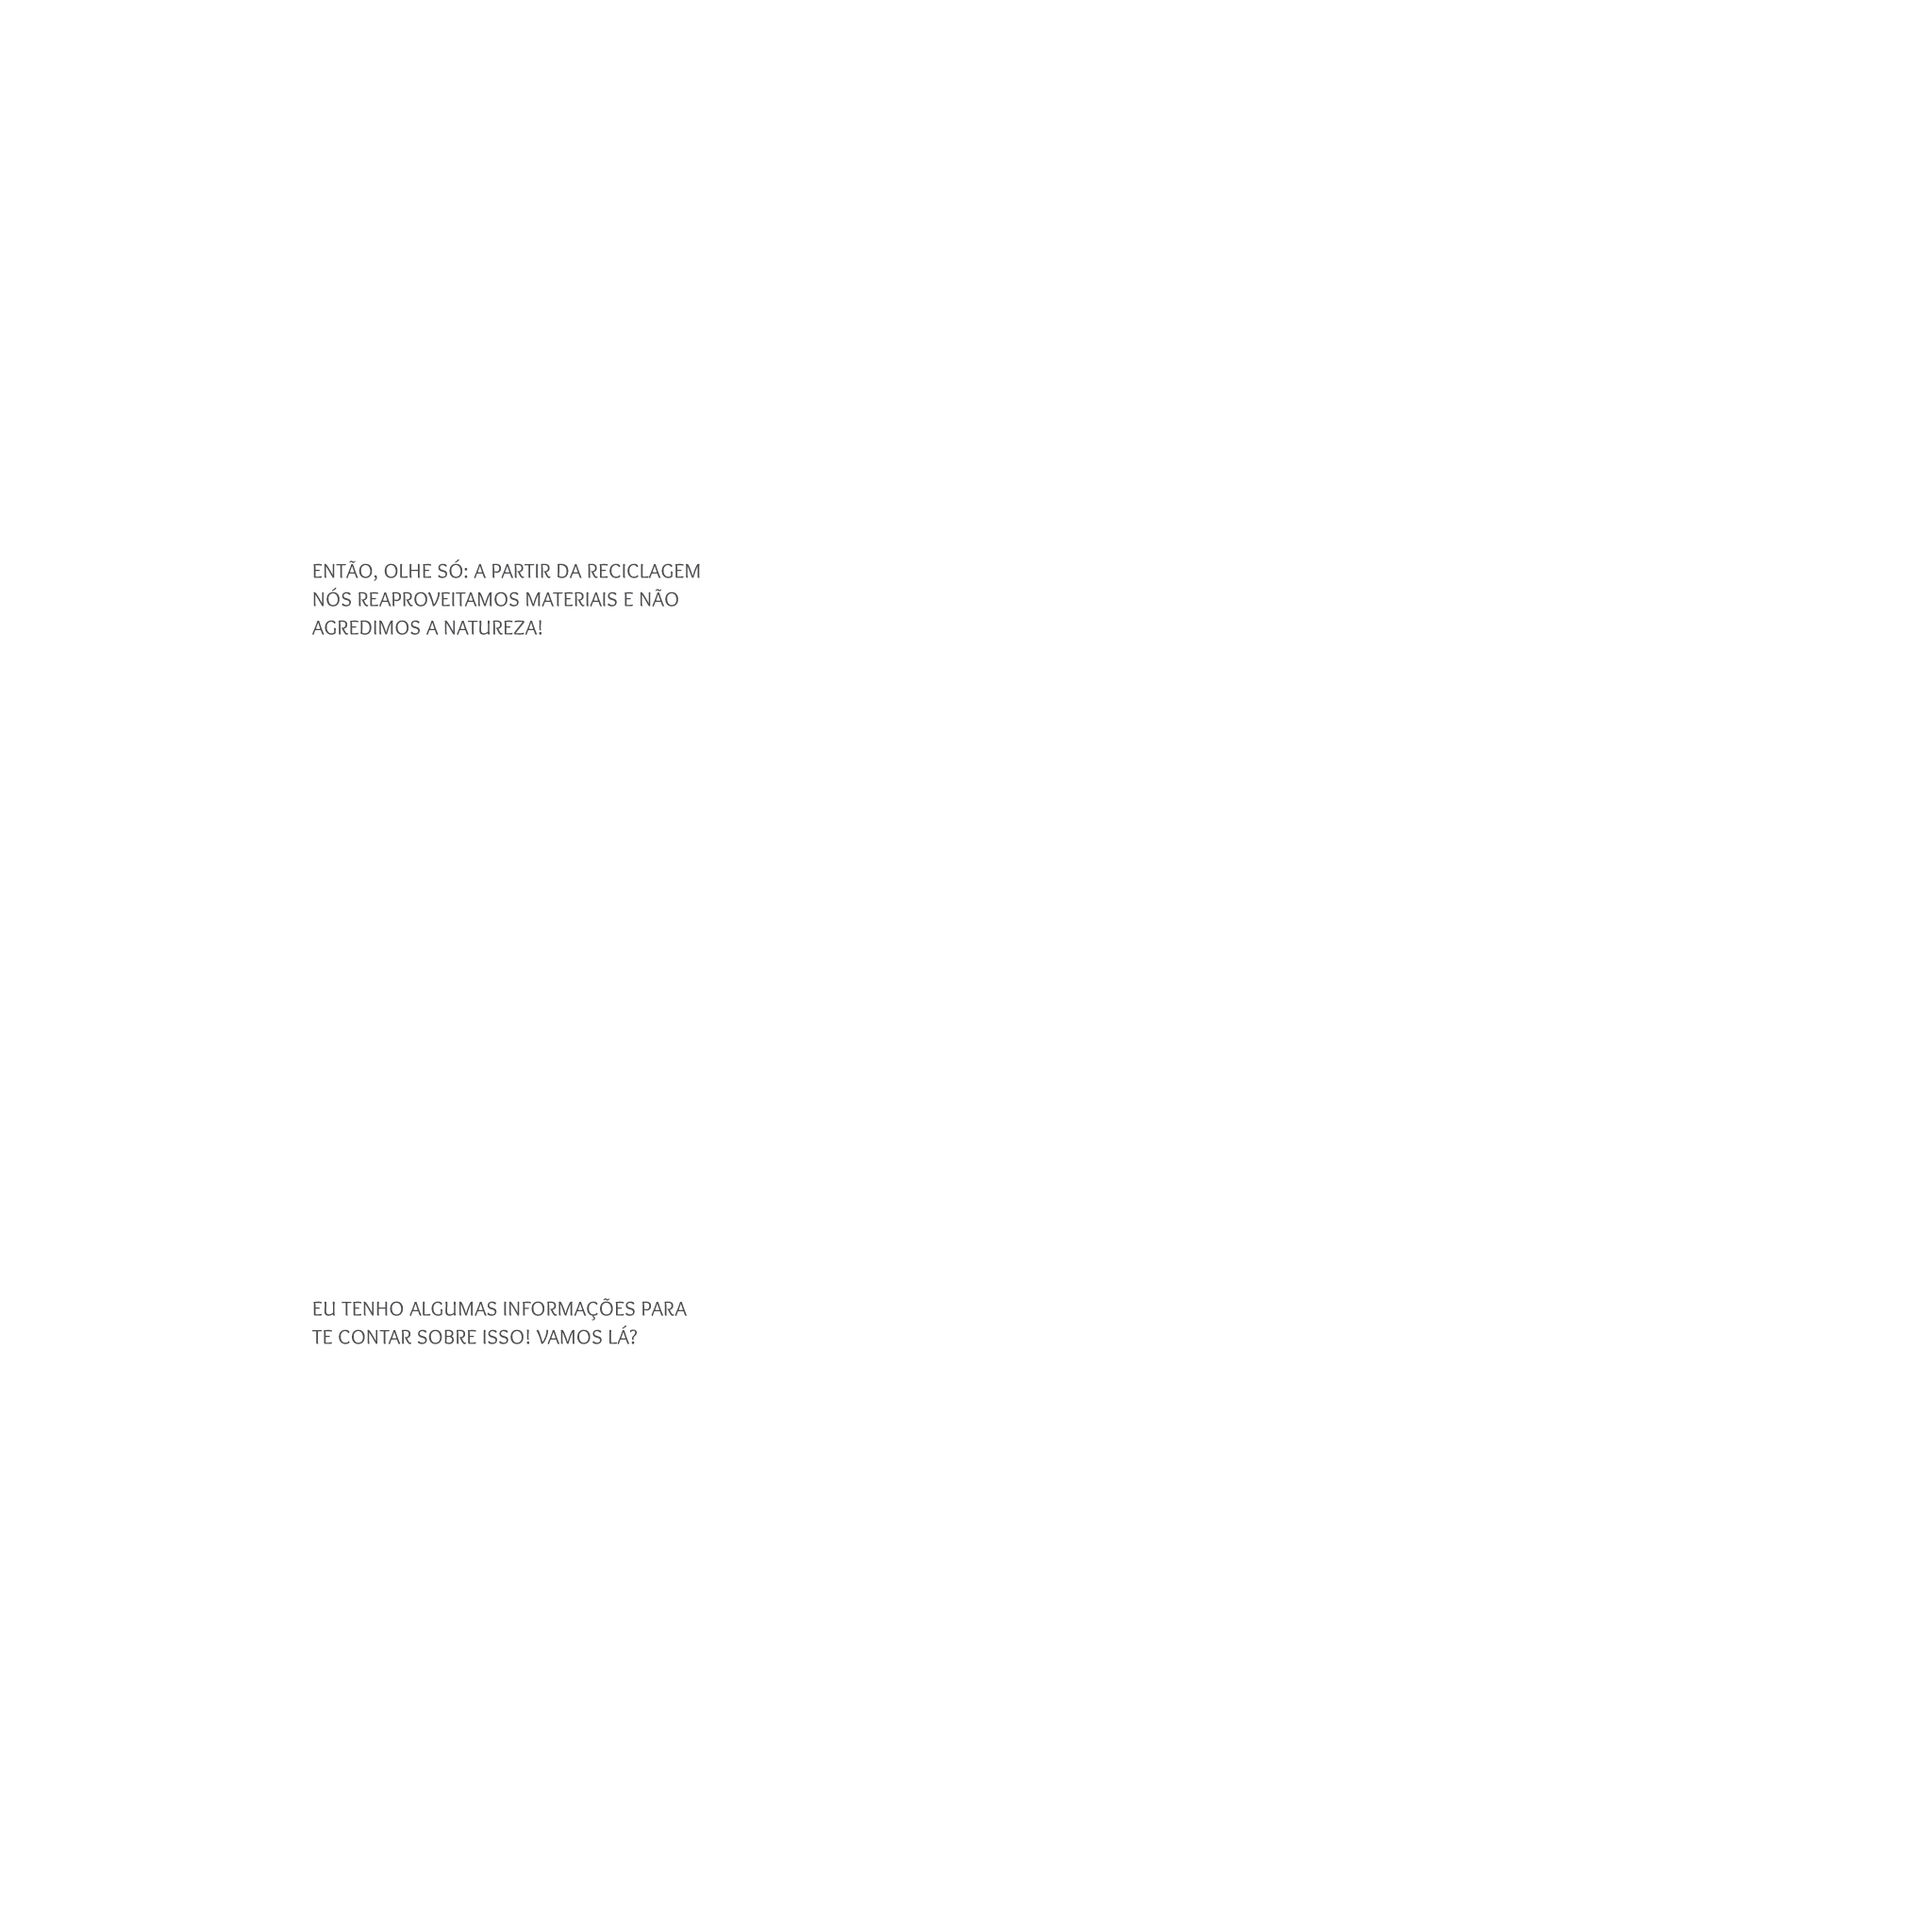 ENTÃO, OLHE SÓ: A PARTIR DA RECICLAGEM
NÓS REAPROVEITAMOS MATERIAIS E NÃO
AGREDIMOS A NATUREZA!
EU TENHO ALGUMAS INFORMAÇÕES PARA
TE CONTAR SOBRE ISSO! VAMOS LÁ?